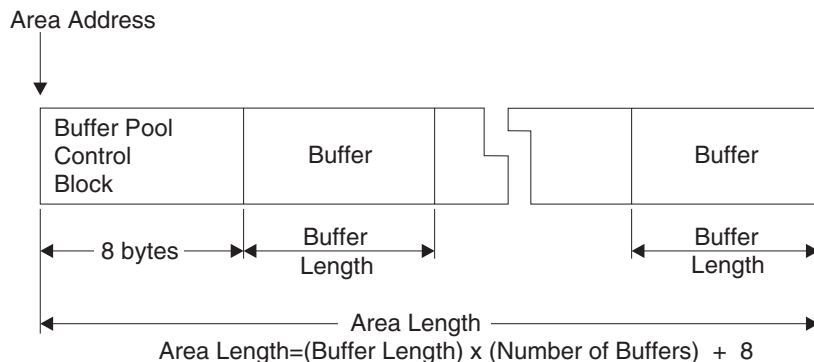 Area Address
Buffer Pool
Control
Block
Buffer
Buffer
8 bytes
Buffer
Length
Buffer
Length
Area Length
Area Length=(Buffer Length) x (Number of Buffers) + 8